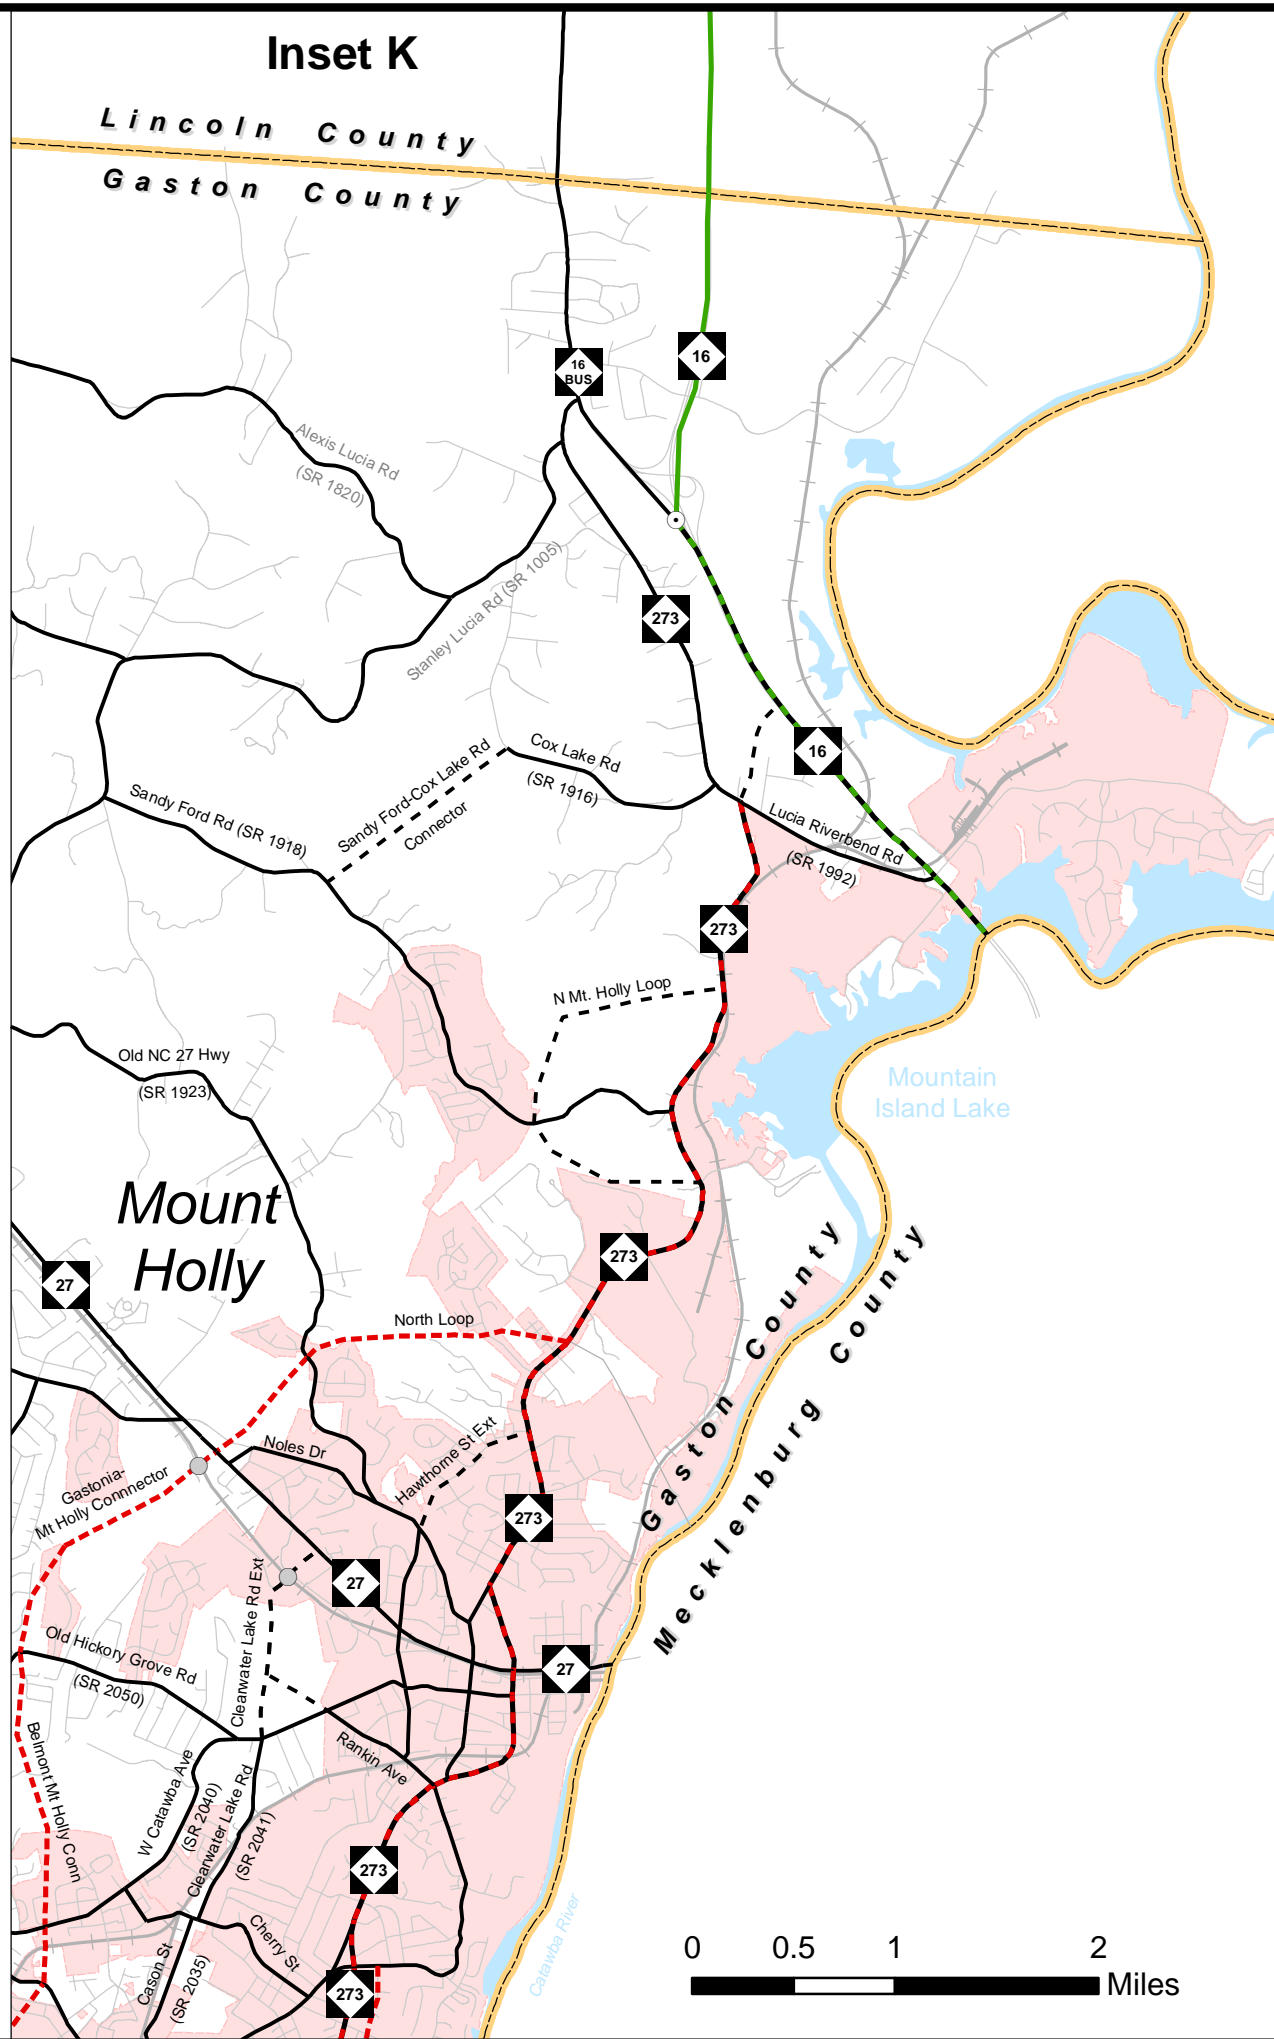 Inset K
Lincoln County
Gaston County
16
BUS
16
Alexis Lucia Rd
(SR 1820)
Stanley Lucia Rd (SR 1005)
273
16
Cox Lake Rd
(SR 1916)
Sandy Ford-Cox Lake Rd
Connector
Sandy Ford Rd (SR 1918)
Lucia Riverbend Rd
(SR 1992)
273
N Mt. Holly Loop
Old NC 27 Hwy
(SR 1923)
Mountain
Island Lake
Mount
Holly
27
273
North Loop
Gaston County
Mecklenburg County
Noles Dr
Hawthorne St Ext
Gastonia-
Mt Holly Connnector
273
27
Clearwater Lake Rd Ext
Old Hickory Grove Rd
(SR 2050)
27
Belmont Mt Holly Conn
Rankin Ave
W Catawba Ave
(SR 2040)
Clearwater Lake Rd
(SR 2041)
273
Cherry St
Cason St
(SR 2035)
273
Catawba River
0 0.5 1 2
Miles